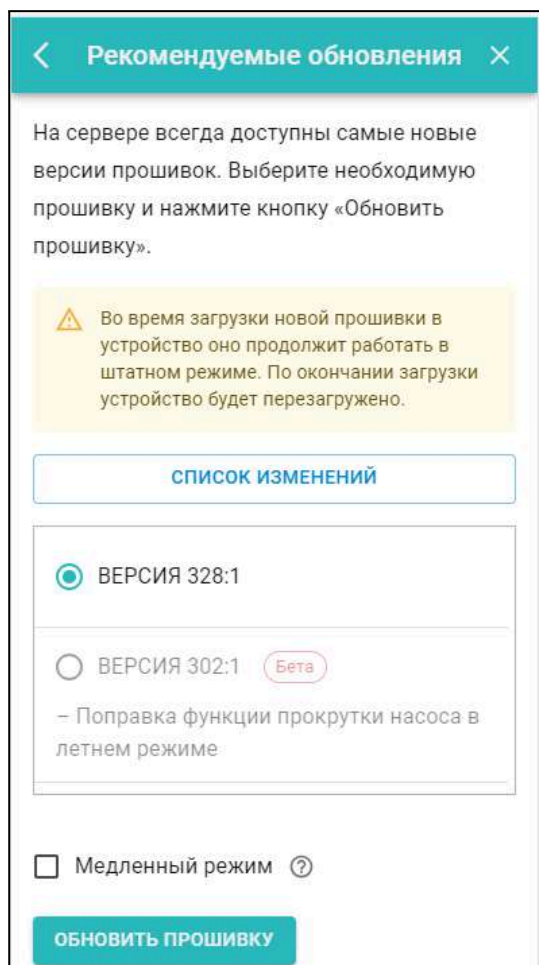 Рекомендуемые обновления
На сервере всегда доступны самые новые
версии прошивок. Выберите необходимую
прошивку и нажмите кнопку «Обновить
прошивку».
Во время загрузки новой прошивки в
устройство оно продолжит работать в
штатном режиме. По окончании загрузки
устройство будет перезагружено.
СПИСОК ИЗМЕНЕНИЙ
ВЕРСИЯ 328:1
ВЕРСИЯ 302:1 Бета
– Поправка функции прокрутки насоса в
летнем режиме
Медленный режим ?
ОБНОВИТЬ ПРОШИВКУ